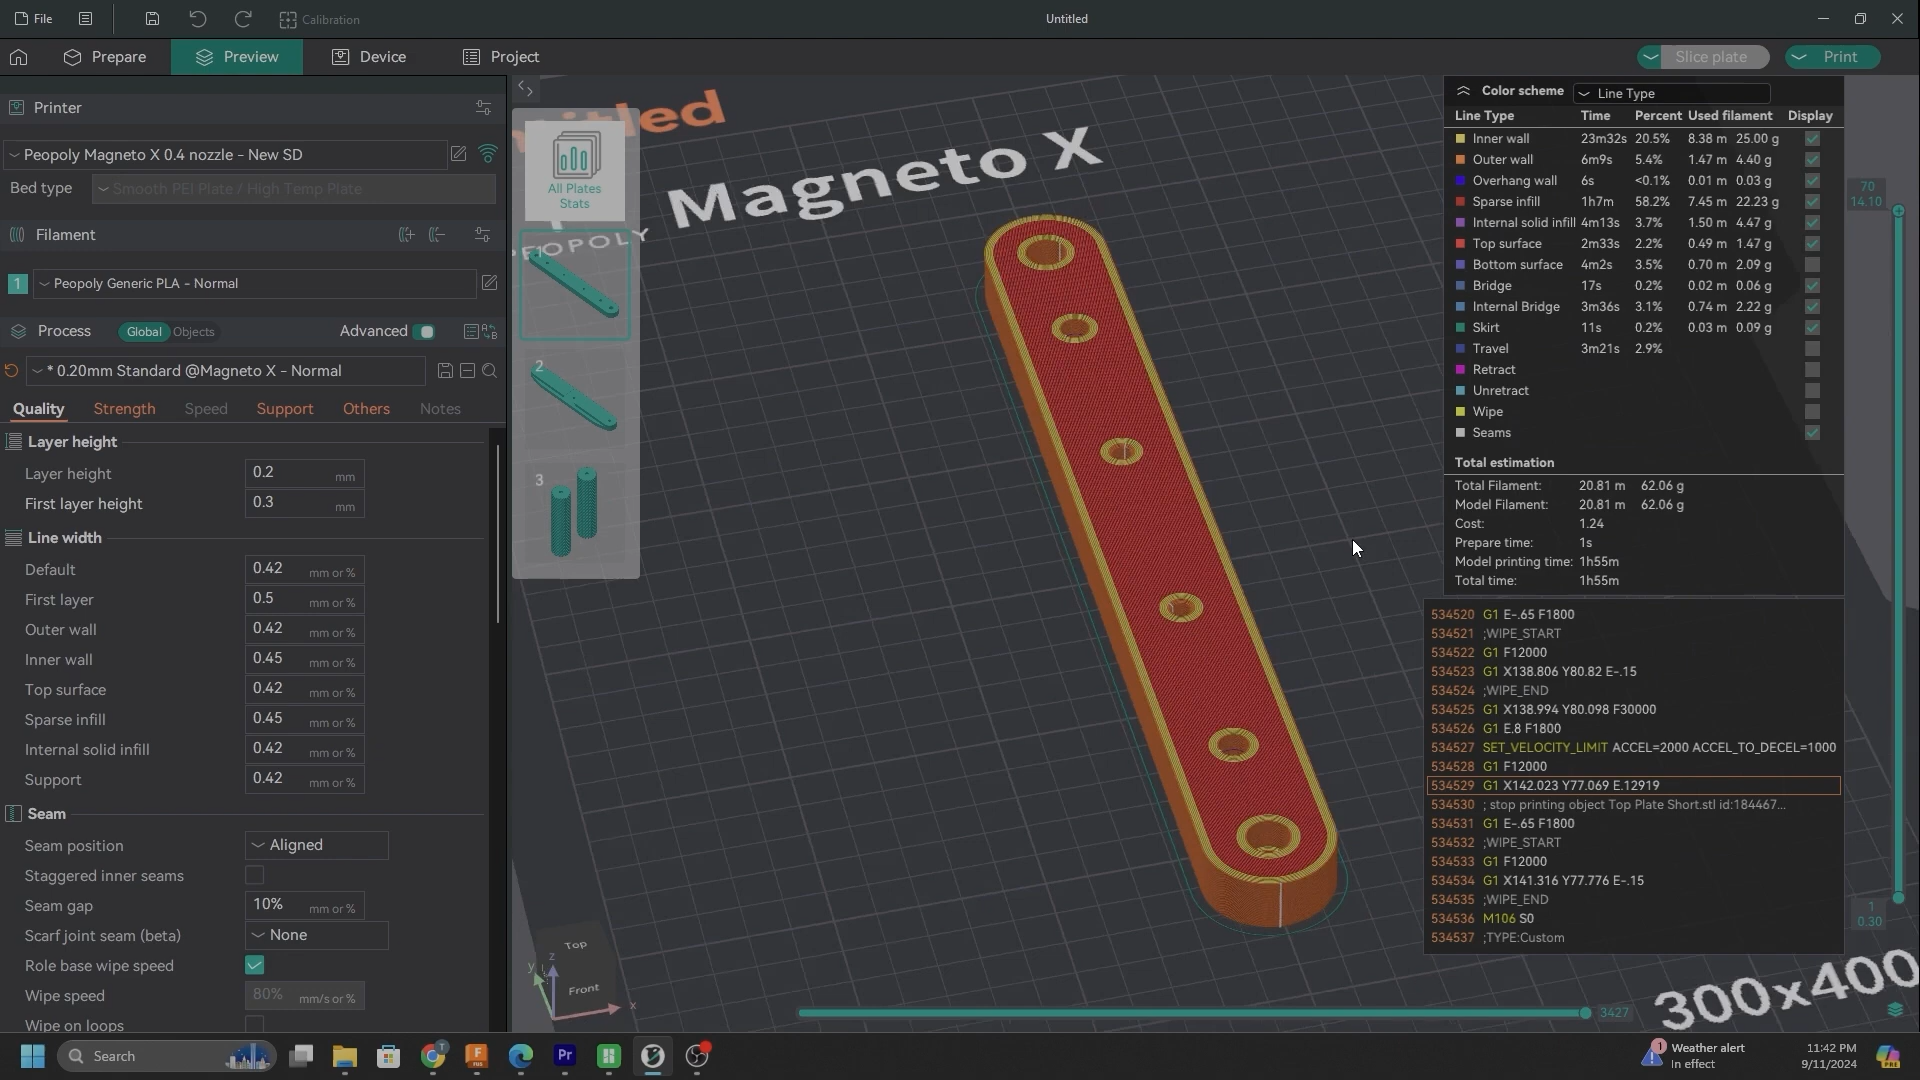 File
Calibration
Untitled
Prepare
Preview
Device
Project
Slice plate
Print
Printer
Peopoly Magneto X 0.4 nozzle - New SD
Bed type
Smooth PEI Plate / High Temp Plate
Filament
1
Peopoly Generic PLA - Normal
Process
Global
Objects
Advanced
* 0.20mm Standard @Magneto X - Normal
Quality
Strength
Speed
Support
Others
Notes
Layer height
Layer height 0.2 mm
First layer height 0.3 mm
Line width
Default 0.42 mm or %
First layer 0.5 mm or %
Outer wall 0.42 mm or %
Inner wall 0.45 mm or %
Top surface 0.42 mm or %
Sparse infill 0.45 mm or %
Internal solid infill 0.42 mm or %
Support 0.42 mm or %
Seam
Seam position Aligned
Staggered inner seams
Seam gap 10% mm or %
Scarf joint seam (beta) None
Role base wipe speed
Wipe speed 80% mm/s or %
Wipe on loops
All Plates
Stats
1
2
3
PEOPOLY
Magneto X
300x400
Top
Front
z
y
x
Color scheme Line Type
Line Type Time Percent Used filament Display
Inner wall 23m32s 20.5% 8.38 m 25.00 g
Outer wall 6m9s 5.4% 1.47 m 4.40 g
Overhang wall 6s <0.1% 0.01 m 0.03 g
Sparse infill 1h7m 58.2% 7.45 m 22.23 g
Internal solid infill 4m13s 3.7% 1.50 m 4.47 g
Top surface 2m33s 2.2% 0.49 m 1.47 g
Bottom surface 4m2s 3.5% 0.70 m 2.09 g
Bridge 17s 0.2% 0.02 m 0.06 g
Internal Bridge 3m36s 3.1% 0.74 m 2.22 g
Skirt 11s 0.2% 0.03 m 0.09 g
Travel 3m21s 2.9%
Retract
Unretract
Wipe
Seams
Total estimation
Total Filament: 20.81 m 62.06 g
Model Filament: 20.81 m 62.06 g
Cost: 1.24
Prepare time: 1s
Model printing time: 1h55m
Total time: 1h55m
534520 G1 E-.65 F1800
534521 ;WIPE_START
534522 G1 F12000
534523 G1 X138.806 Y80.82 E-.15
534524 ;WIPE_END
534525 G1 X138.994 Y80.098 F30000
534526 G1 E.8 F1800
534527 SET_VELOCITY_LIMIT ACCEL=2000 ACCEL_TO_DECEL=1000
534528 G1 F12000
534529 G1 X142.023 Y77.069 E.12919
534530 ; stop printing object Top Plate Short.stl id:184467...
534531 G1 E-.65 F1800
534532 ;WIPE_START
534533 G1 F12000
534534 G1 X141.316 Y77.776 E-.15
534535 ;WIPE_END
534536 M106 S0
534537 ;TYPE:Custom
70
14.10
1
0.30
3427
Search
Weather alert
In effect
11:42 PM
9/11/2024